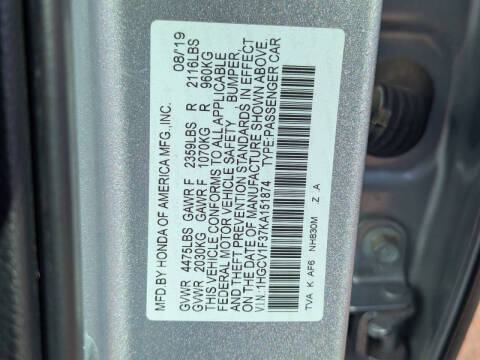 MFD.BY HONDA OF AMERICA MFG.,INC. 08/19
GVWR 4475LBS GAWR F 2359LBS R 2116LBS
GVWR 2030KG GAWR F 1070KG R 960KG
THIS VEHICLE CONFORMS TO ALL APPLICABLE
FEDERAL MOTOR VEHICLE SAFETY , BUMPER,
AND THEFT PREVENTION STANDARDS IN EFFECT
ON THE DATE OF MANUFACTURE SHOWN ABOVE.
V.I.N.:1HGCV1F37KA151874 TYPE:PASSENGER CAR
TVA K AF6 NH830M Z A